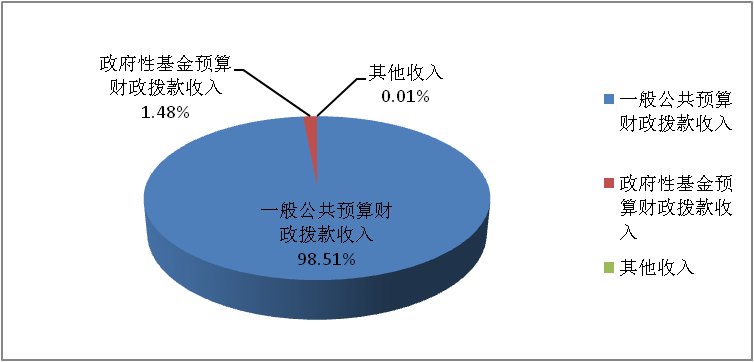 政府性基金预算
财政拨款收入
1.48%
其他收入
0.01%
一般公共预算财
政拨款收入
98.51%
一般公共预算
财政拨款收入
政府性基金预
算财政拨款收
入
其他收入